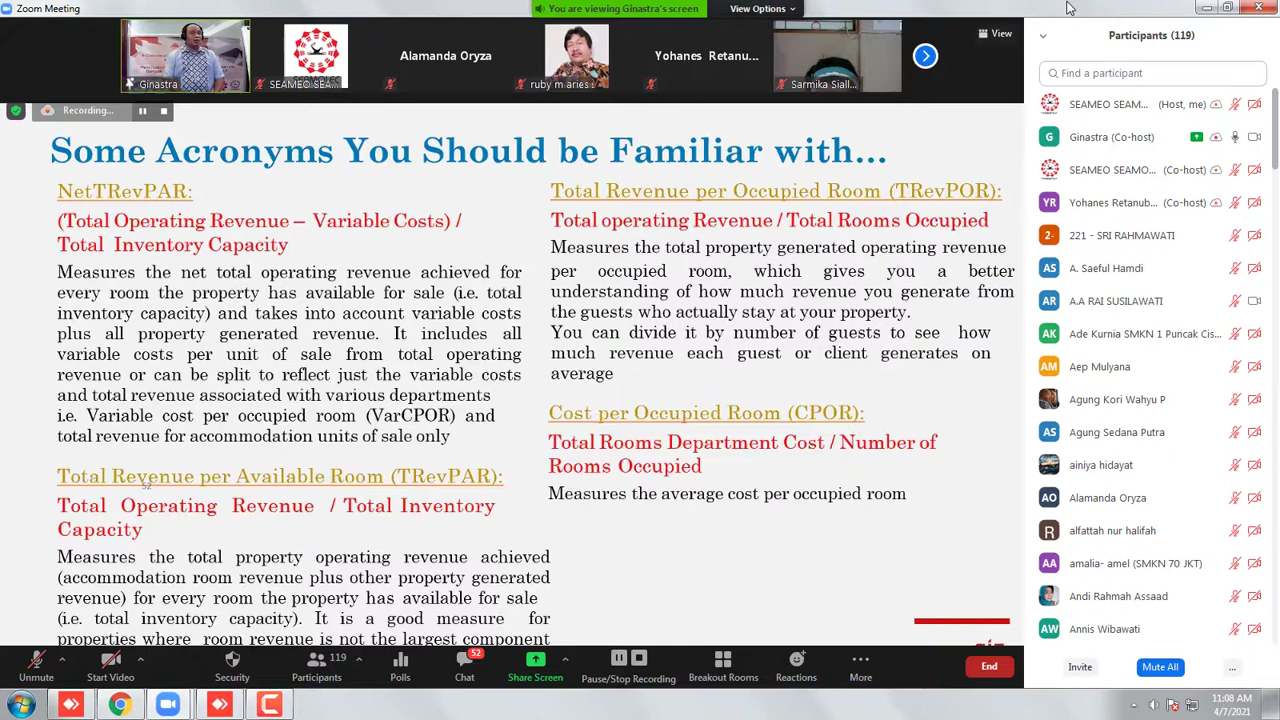 Zoom Meeting
You are viewing Ginastra's screen
View Options
Ginastra
SEAMEO SEA...
Alamanda Oryza
ruby m aries t...
Yohanes Retanu...
Sarmika Siall...
View
Recording...
Some Acronyms You Should be Familiar with...
NetTRevPAR:
(Total Operating Revenue – Variable Costs) /
Total Inventory Capacity
Measures the net total operating revenue achieved for
every room the property has available for sale (i.e. total
inventory capacity) and takes into account variable costs
plus all property generated revenue. It includes all
variable costs per unit of sale from total operating
revenue or can be split to reflect just the variable costs
and total revenue associated with various departments
i.e. Variable cost per occupied room (VarCPOR) and
total revenue for accommodation units of sale only
Total Revenue per Available Room (TRevPAR):
52
Total Operating Revenue / Total Inventory
Capacity
Measures the total property operating revenue achieved
(accommodation room revenue plus other property generated
revenue) for every room the property has available for sale
(i.e. total inventory capacity). It is a good measure for
properties where room revenue is not the largest component
Total Revenue per Occupied Room (TRevPOR):
Total operating Revenue / Total Rooms Occupied
Measures the total property generated operating revenue
per occupied room, which gives you a better
understanding of how much revenue you generate from
the guests who actually stay at your property.
You can divide it by number of guests to see how
much revenue each guest or client generates on
average
Cost per Occupied Room (CPOR):
Total Rooms Department Cost / Number of
Rooms Occupied
Measures the average cost per occupied room
Participants (119)
Find a participant
SEAMEO SEAM... (Host, me)
G Ginastra (Co-host)
SEAMEO SEAMO... (Co-host)
YR Yohanes Retanub... (Co-host)
2- 221 - SRI RAHMAWATI
AS A. Saeful Hamdi
AR A.A RAI SUSILAWATI
AK Ade Kurnia SMKN 1 Puncak Cis...
AM Aep Mulyana
Agung Kori Wahyu P
AS Agung Sedana Putra
ainiya hidayat
AO Alamanda Oryza
alfattah nur halifah
AA amalia- amel (SMKN 70 JKT)
Andi Rahmah Assaad
AW Annis Wibawati
Invite
Mute All
...
Unmute
Start Video
Security
119
Participants
Polls
52
Chat
Share Screen
Pause/Stop Recording
Breakout Rooms
Reactions
More
End
11:08 AM
4/7/2021